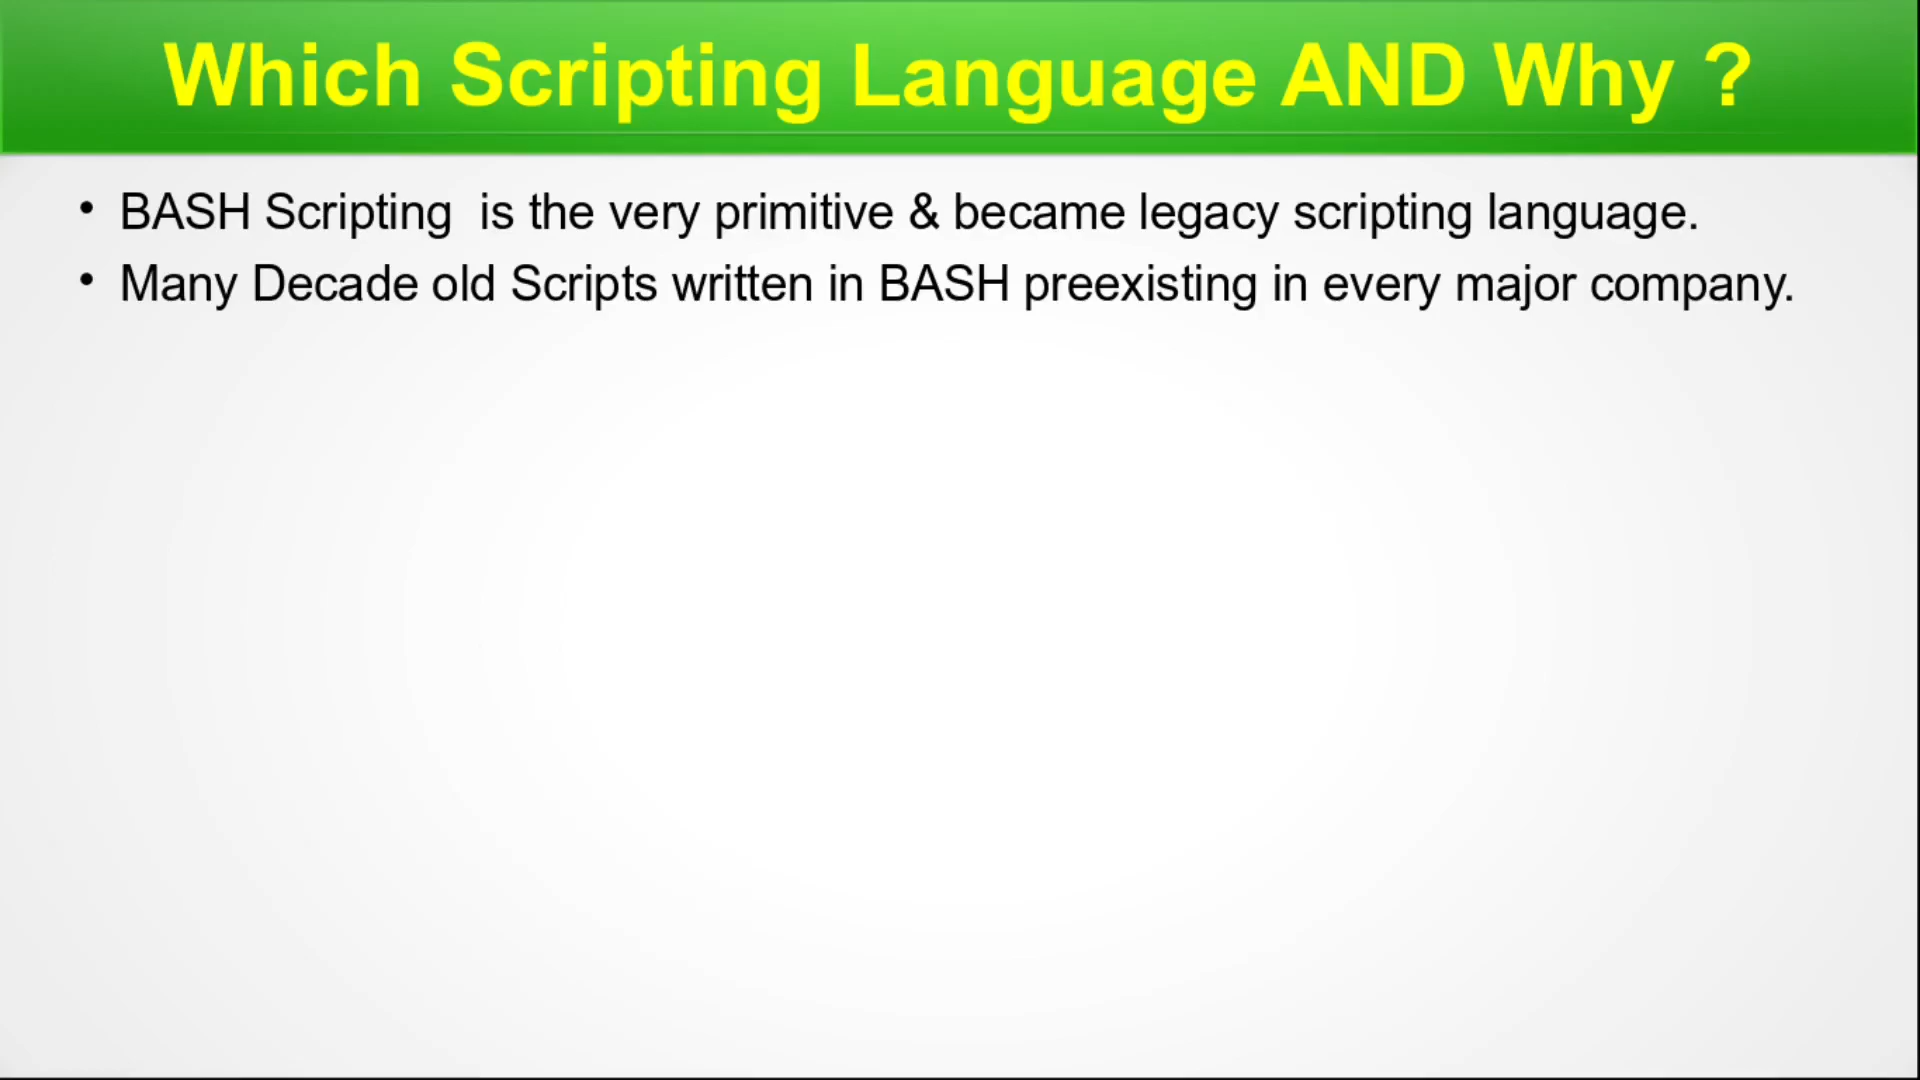 Which Scripting Language AND Why ?
• BASH Scripting  is the very primitive & became legacy scripting language.
• Many Decade old Scripts written in BASH preexisting in every major company.